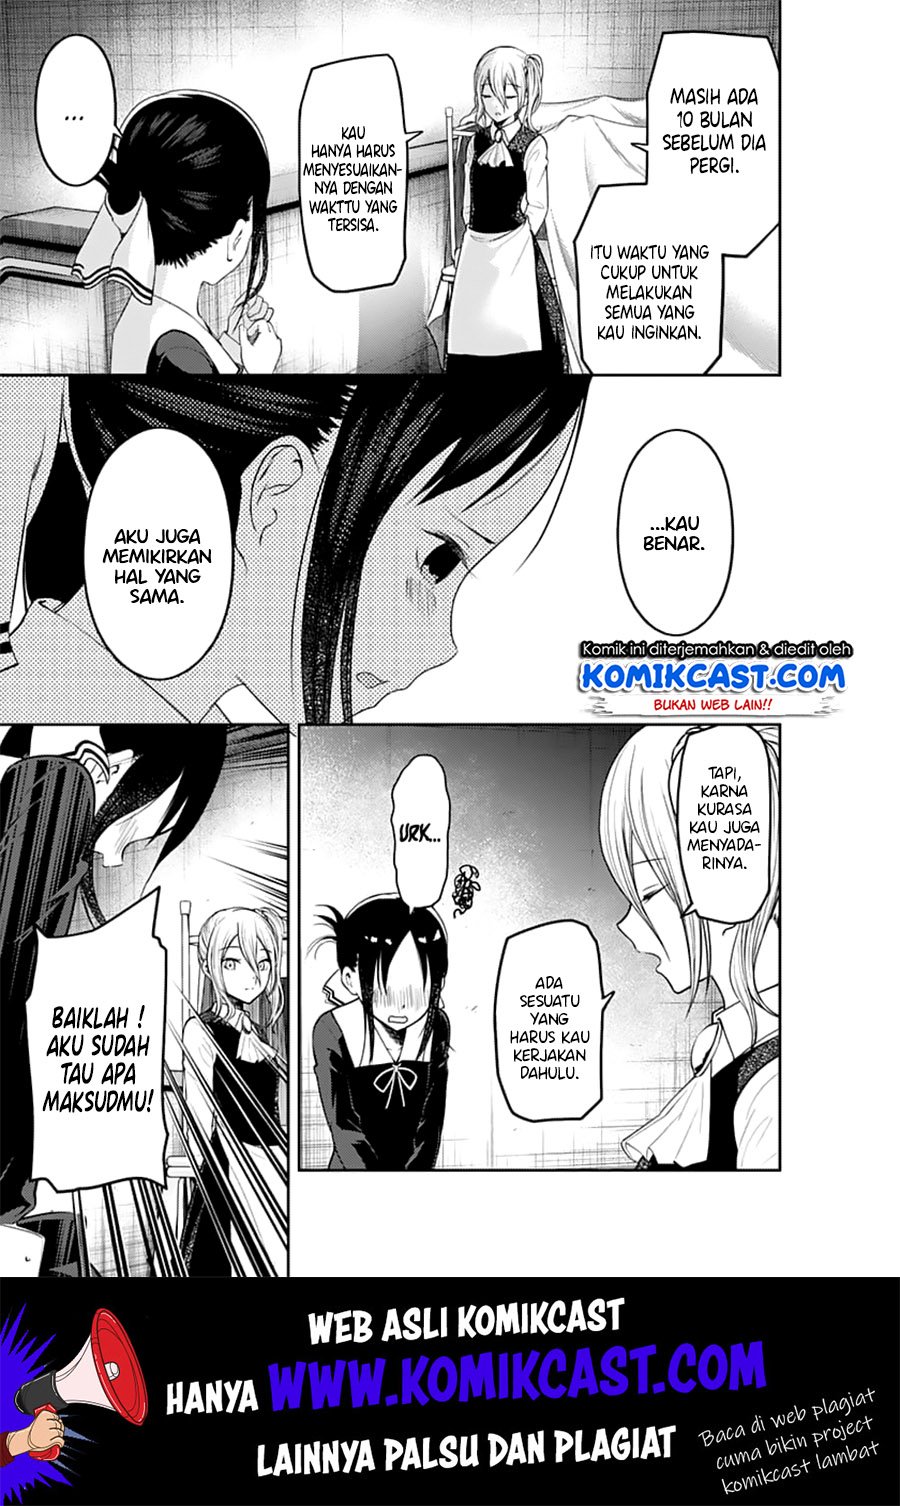 MASIH ADA
10 BULAN
SEBELUM DIA
PERGI.
ITU WAKTU YANG
CUKUP UNTUK
MELAKUKAN
SEMUA YANG
KAU INGINKAN.
KAU
HANYA HARUS
MENYESUAIKAN-
NYA DENGAN
WAKTTU YANG
TERSISA.
...
...KAU
BENAR.
AKU JUGA
MEMIKIRKAN
HAL YANG
SAMA.
Komik ini diterjemahkan & diedit oleh
KOMIKCAST.COM
BUKAN WEB LAIN!!
TAPI,
KARNA
KURASA
KAU JUGA
MENYADA-
RINYA.
ADA
SESUATU
YANG
HARUS KAU
KERJAKAN
DAHULU.
URK...
BAIKLAH !
AKU SUDAH
TAU APA
MAKSUDMU!
WEB ASLI KOMIKCAST
HANYA WWW.KOMIKCAST.COM
LAINNYA PALSU DAN PLAGIAT
Baca di web plagiat
cuma bikin project
komikcast lambat